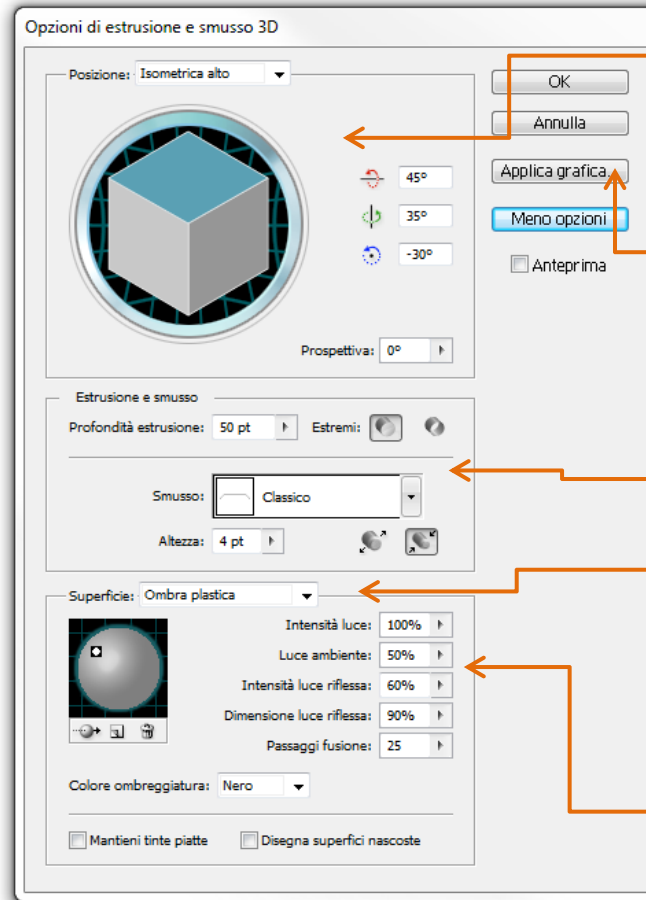 Opzioni di estrusione e smusso 3D
Posizione: Isometrica alto
OK
Annulla
Applica grafica...
Meno opzioni
Anteprima
45°
35°
-30°
Prospettiva: 0°
Estrusione e smusso
Profondità estrusione: 50 pt Estremi:
Smusso: Classico
Altezza: 4 pt
Superficie: Ombra plastica
Intensità luce: 100%
Luce ambiente: 50%
Intensità luce riflessa: 60%
Dimensione luce riflessa: 90%
Passaggi fusione: 25
Colore ombreggiatura: Nero
Mantieni tinte piatte Disegna superfici nascoste